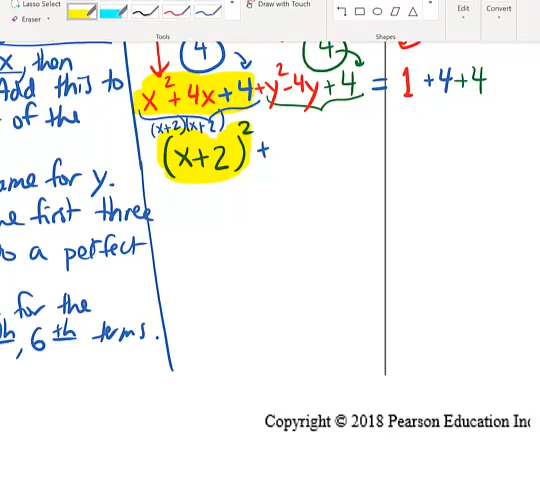 Lasso Select
Eraser
Draw with Touch
Edit
Convert
Tools
Shapes
x, then
Add this to
of the
ame for y.
e first three
o a perfect
for the
, 6th terms.
4 4
x² + 4x + 4 + y² - 4y + 4 = 1 + 4 + 4
(x+2)(x+2)
(x+2)² +
Copyright © 2018 Pearson Education Inc